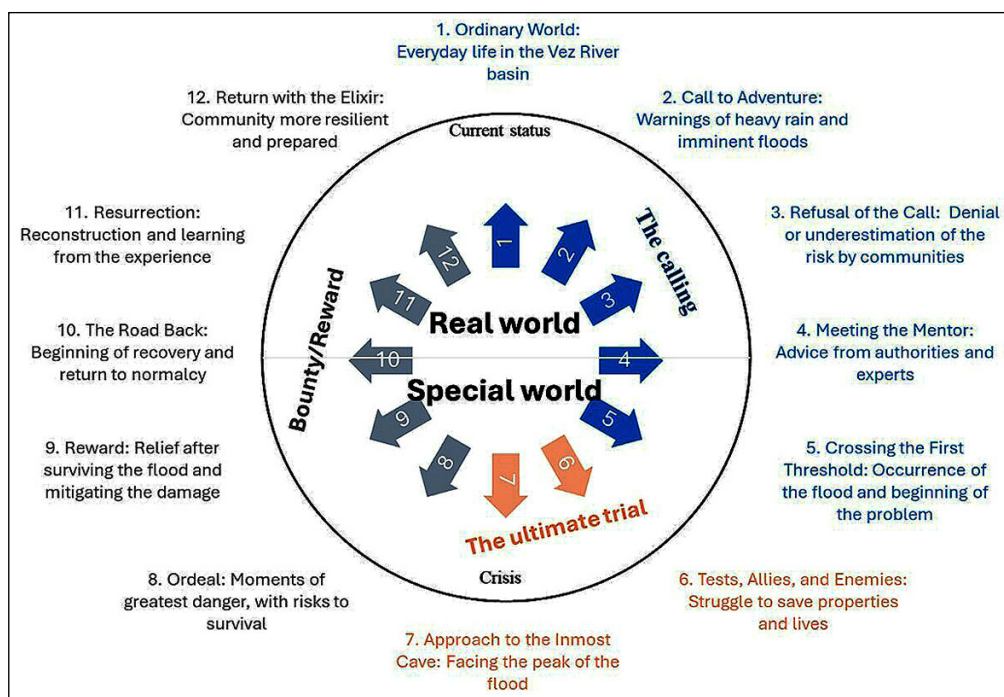 1. Ordinary World:
Everyday life in the Vez River
basin
2. Call to Adventure:
Warnings of heavy rain and
imminent floods
3. Refusal of the Call: Denial
or underestimation of the
risk by communities
4. Meeting the Mentor:
Advice from authorities and
experts
5. Crossing the First
Threshold: Occurrence of
the flood and beginning of
the problem
6. Tests, Allies, and Enemies:
Struggle to save properties
and lives
7. Approach to the Inmost
Cave: Facing the peak of the
flood
8. Ordeal: Moments of
greatest danger, with risks to
survival
9. Reward: Relief after
surviving the flood and
mitigating the damage
10. The Road Back:
Beginning of recovery and
return to normalcy
11. Resurrection:
Reconstruction and learning
from the experience
12. Return with the Elixir:
Community more resilient
and prepared
Current status
The calling
Real world
Special world
Bounty/Reward
The ultimate trial
Crisis
1
2
3
4
5
6
7
8
9
10
11
12